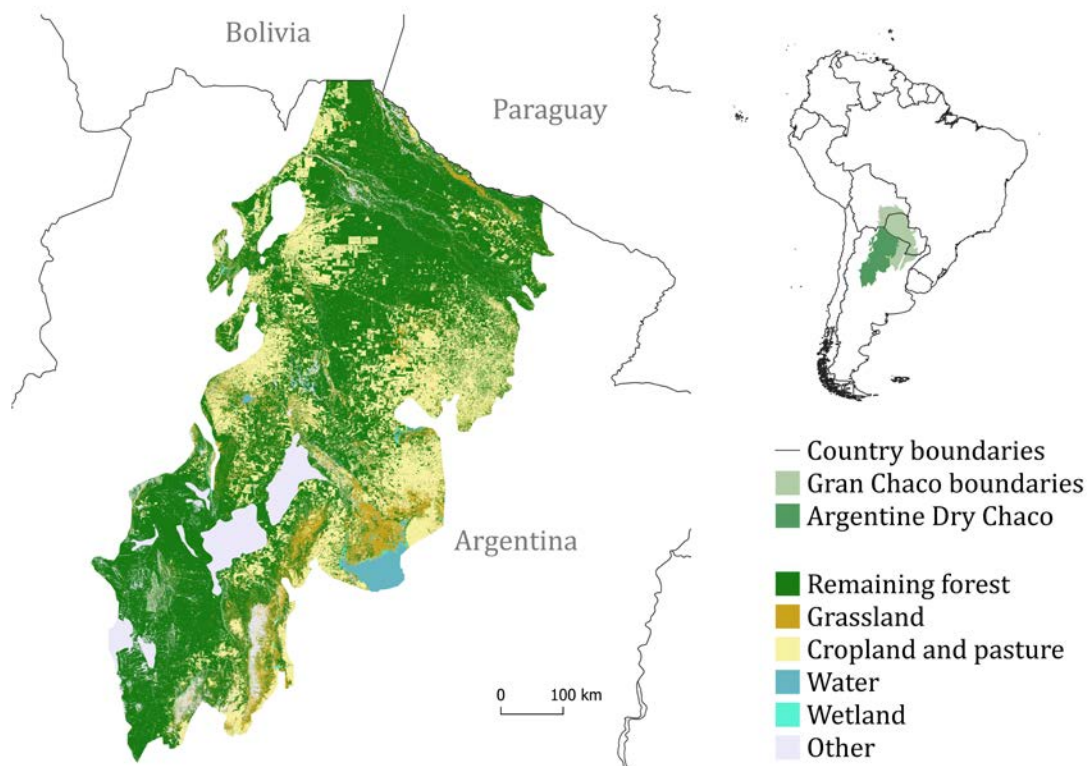 Bolivia
Paraguay
Argentina
0 100 km
Country boundaries
Gran Chaco boundaries
Argentine Dry Chaco
Remaining forest
Grassland
Cropland and pasture
Water
Wetland
Other